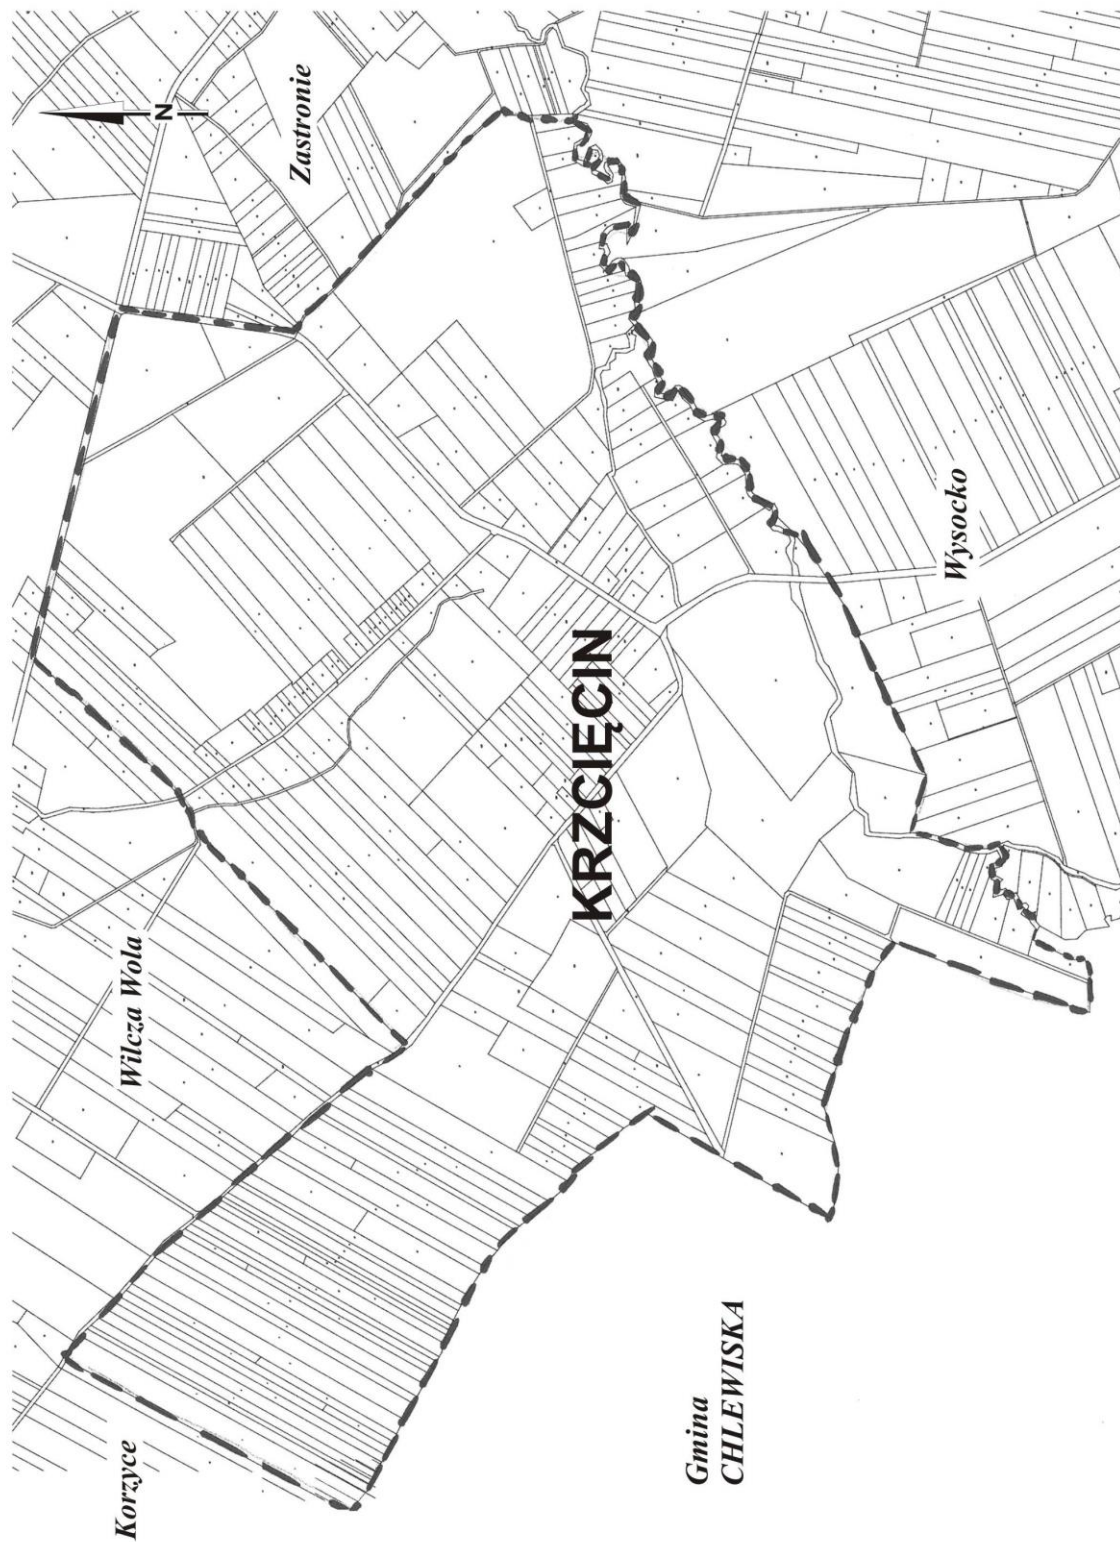 Korzyce
Wilcza Wola
N
Zastronie
KRZCIĘCIN
Gmina
CHLEWISKA
Wysocko